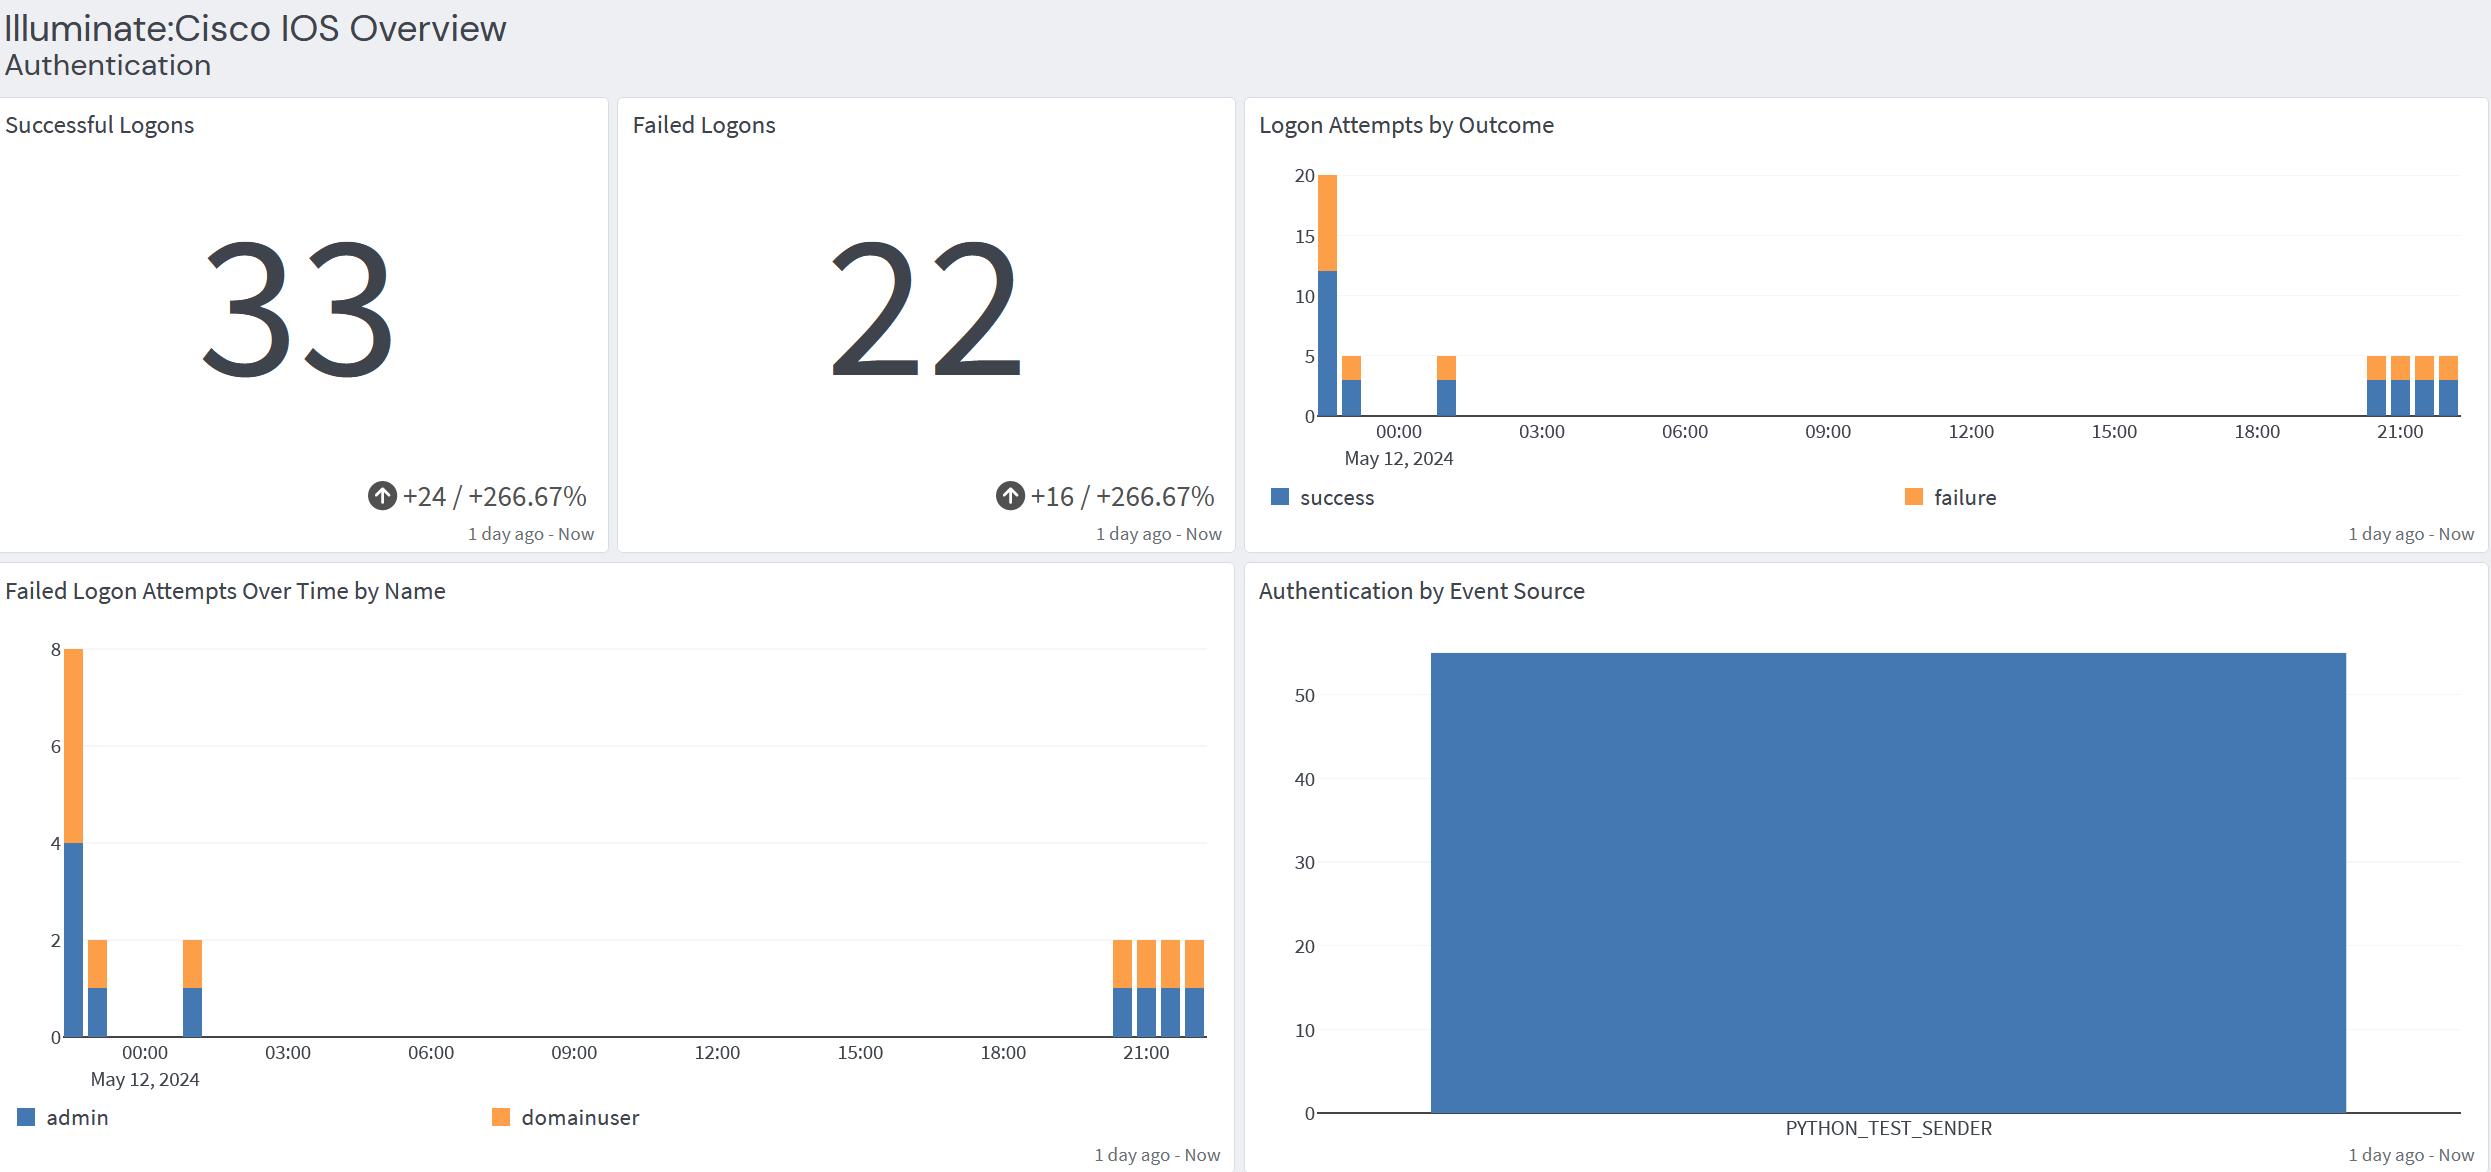 Illuminate:Cisco IOS Overview
Authentication
Successful Logons
33
+24 / +266.67%
1 day ago - Now
Failed Logons
22
+16 / +266.67%
1 day ago - Now
Logon Attempts by Outcome
20
15
10
5
0
00:00 03:00 06:00 09:00 12:00 15:00 18:00 21:00
May 12, 2024
success failure
1 day ago - Now
Failed Logon Attempts Over Time by Name
8
6
4
2
0
00:00 03:00 06:00 09:00 12:00 15:00 18:00 21:00
May 12, 2024
admin domainuser
1 day ago - Now
Authentication by Event Source
50
40
30
20
10
0
PYTHON_TEST_SENDER
1 day ago - Now